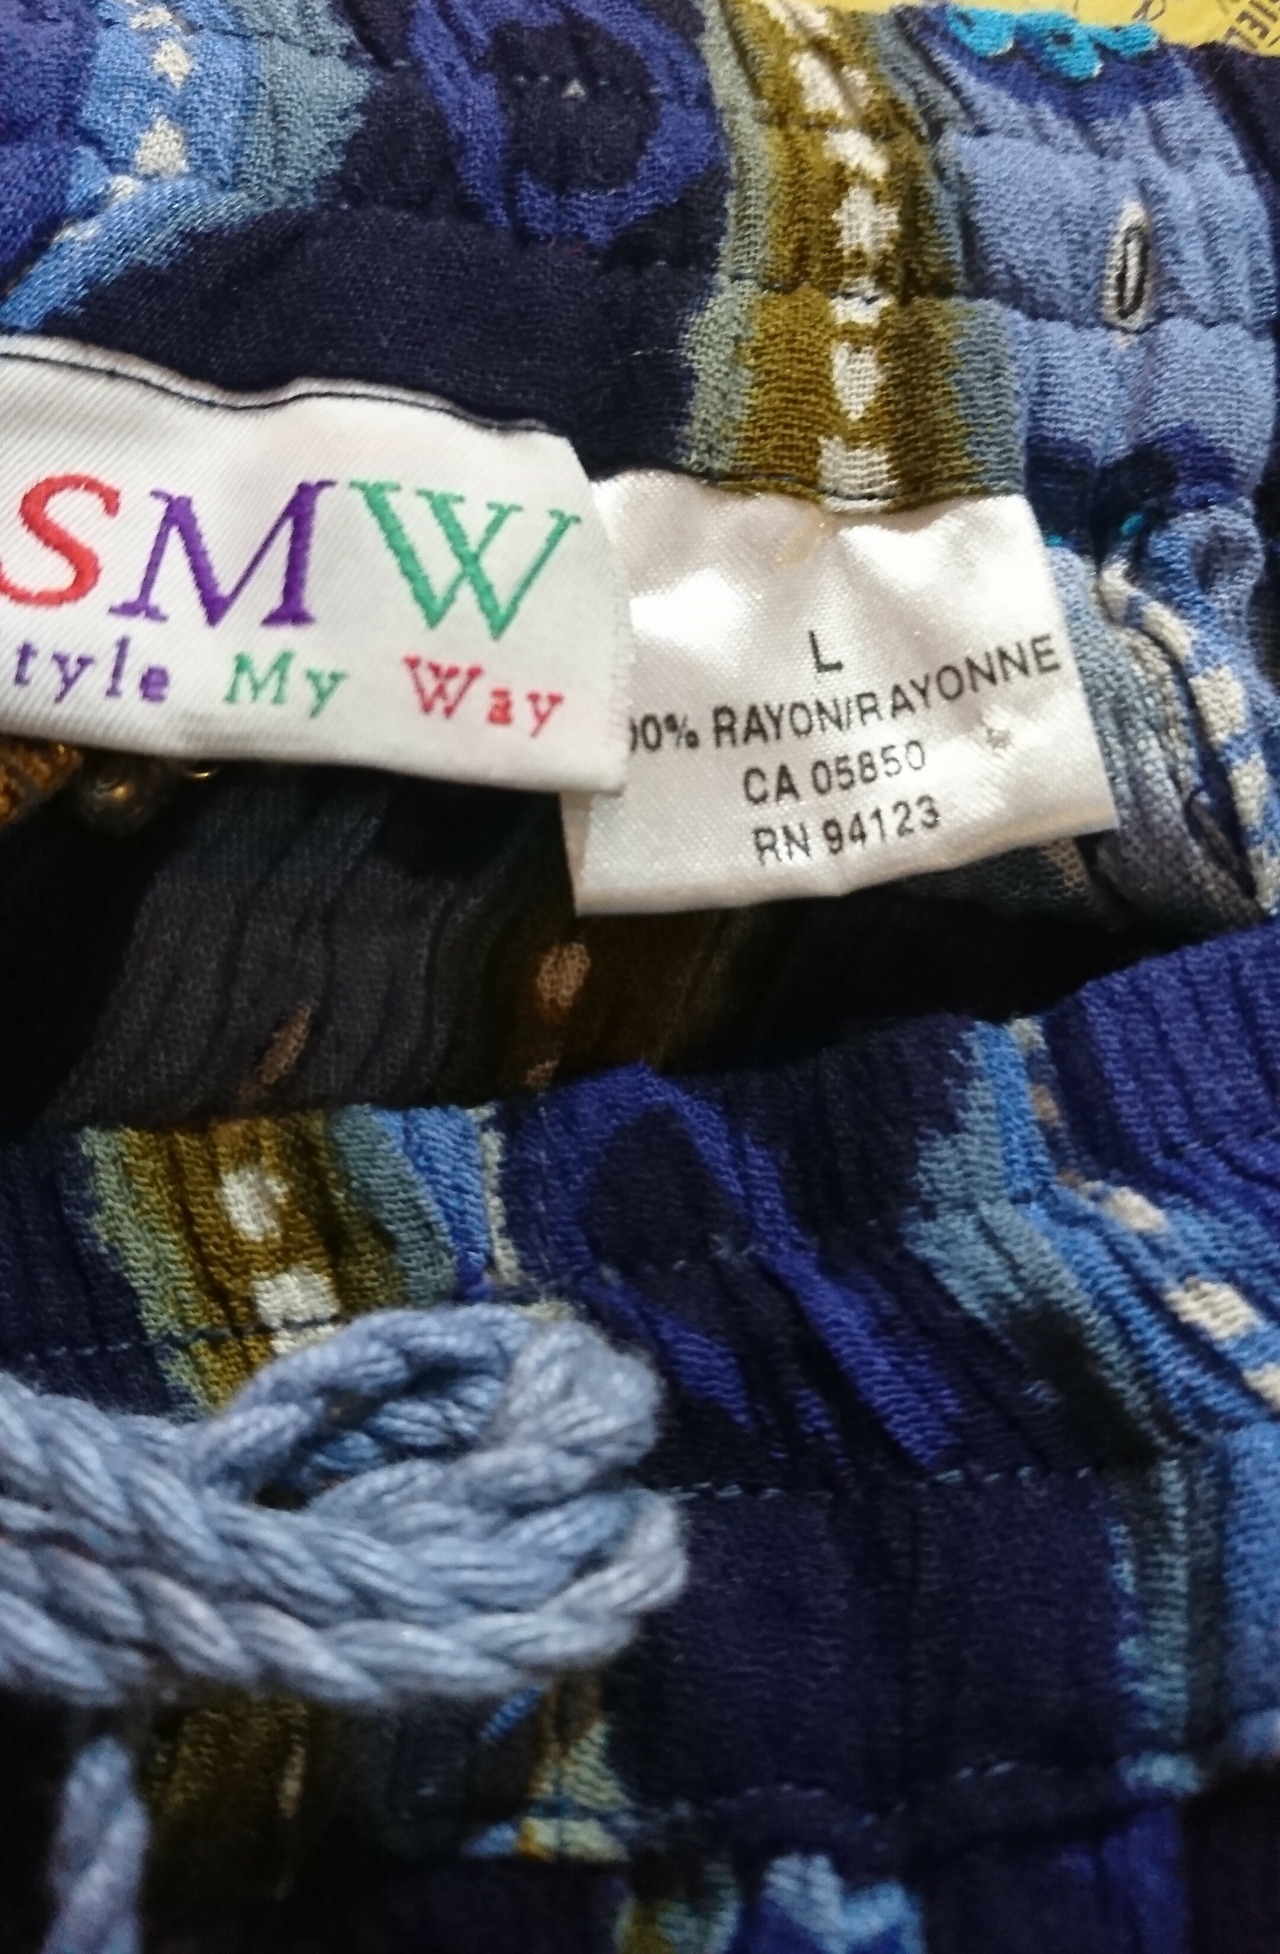 SMW
tyle My Way
L
00% RAYON/RAYONNE
CA 05850
RN 94123